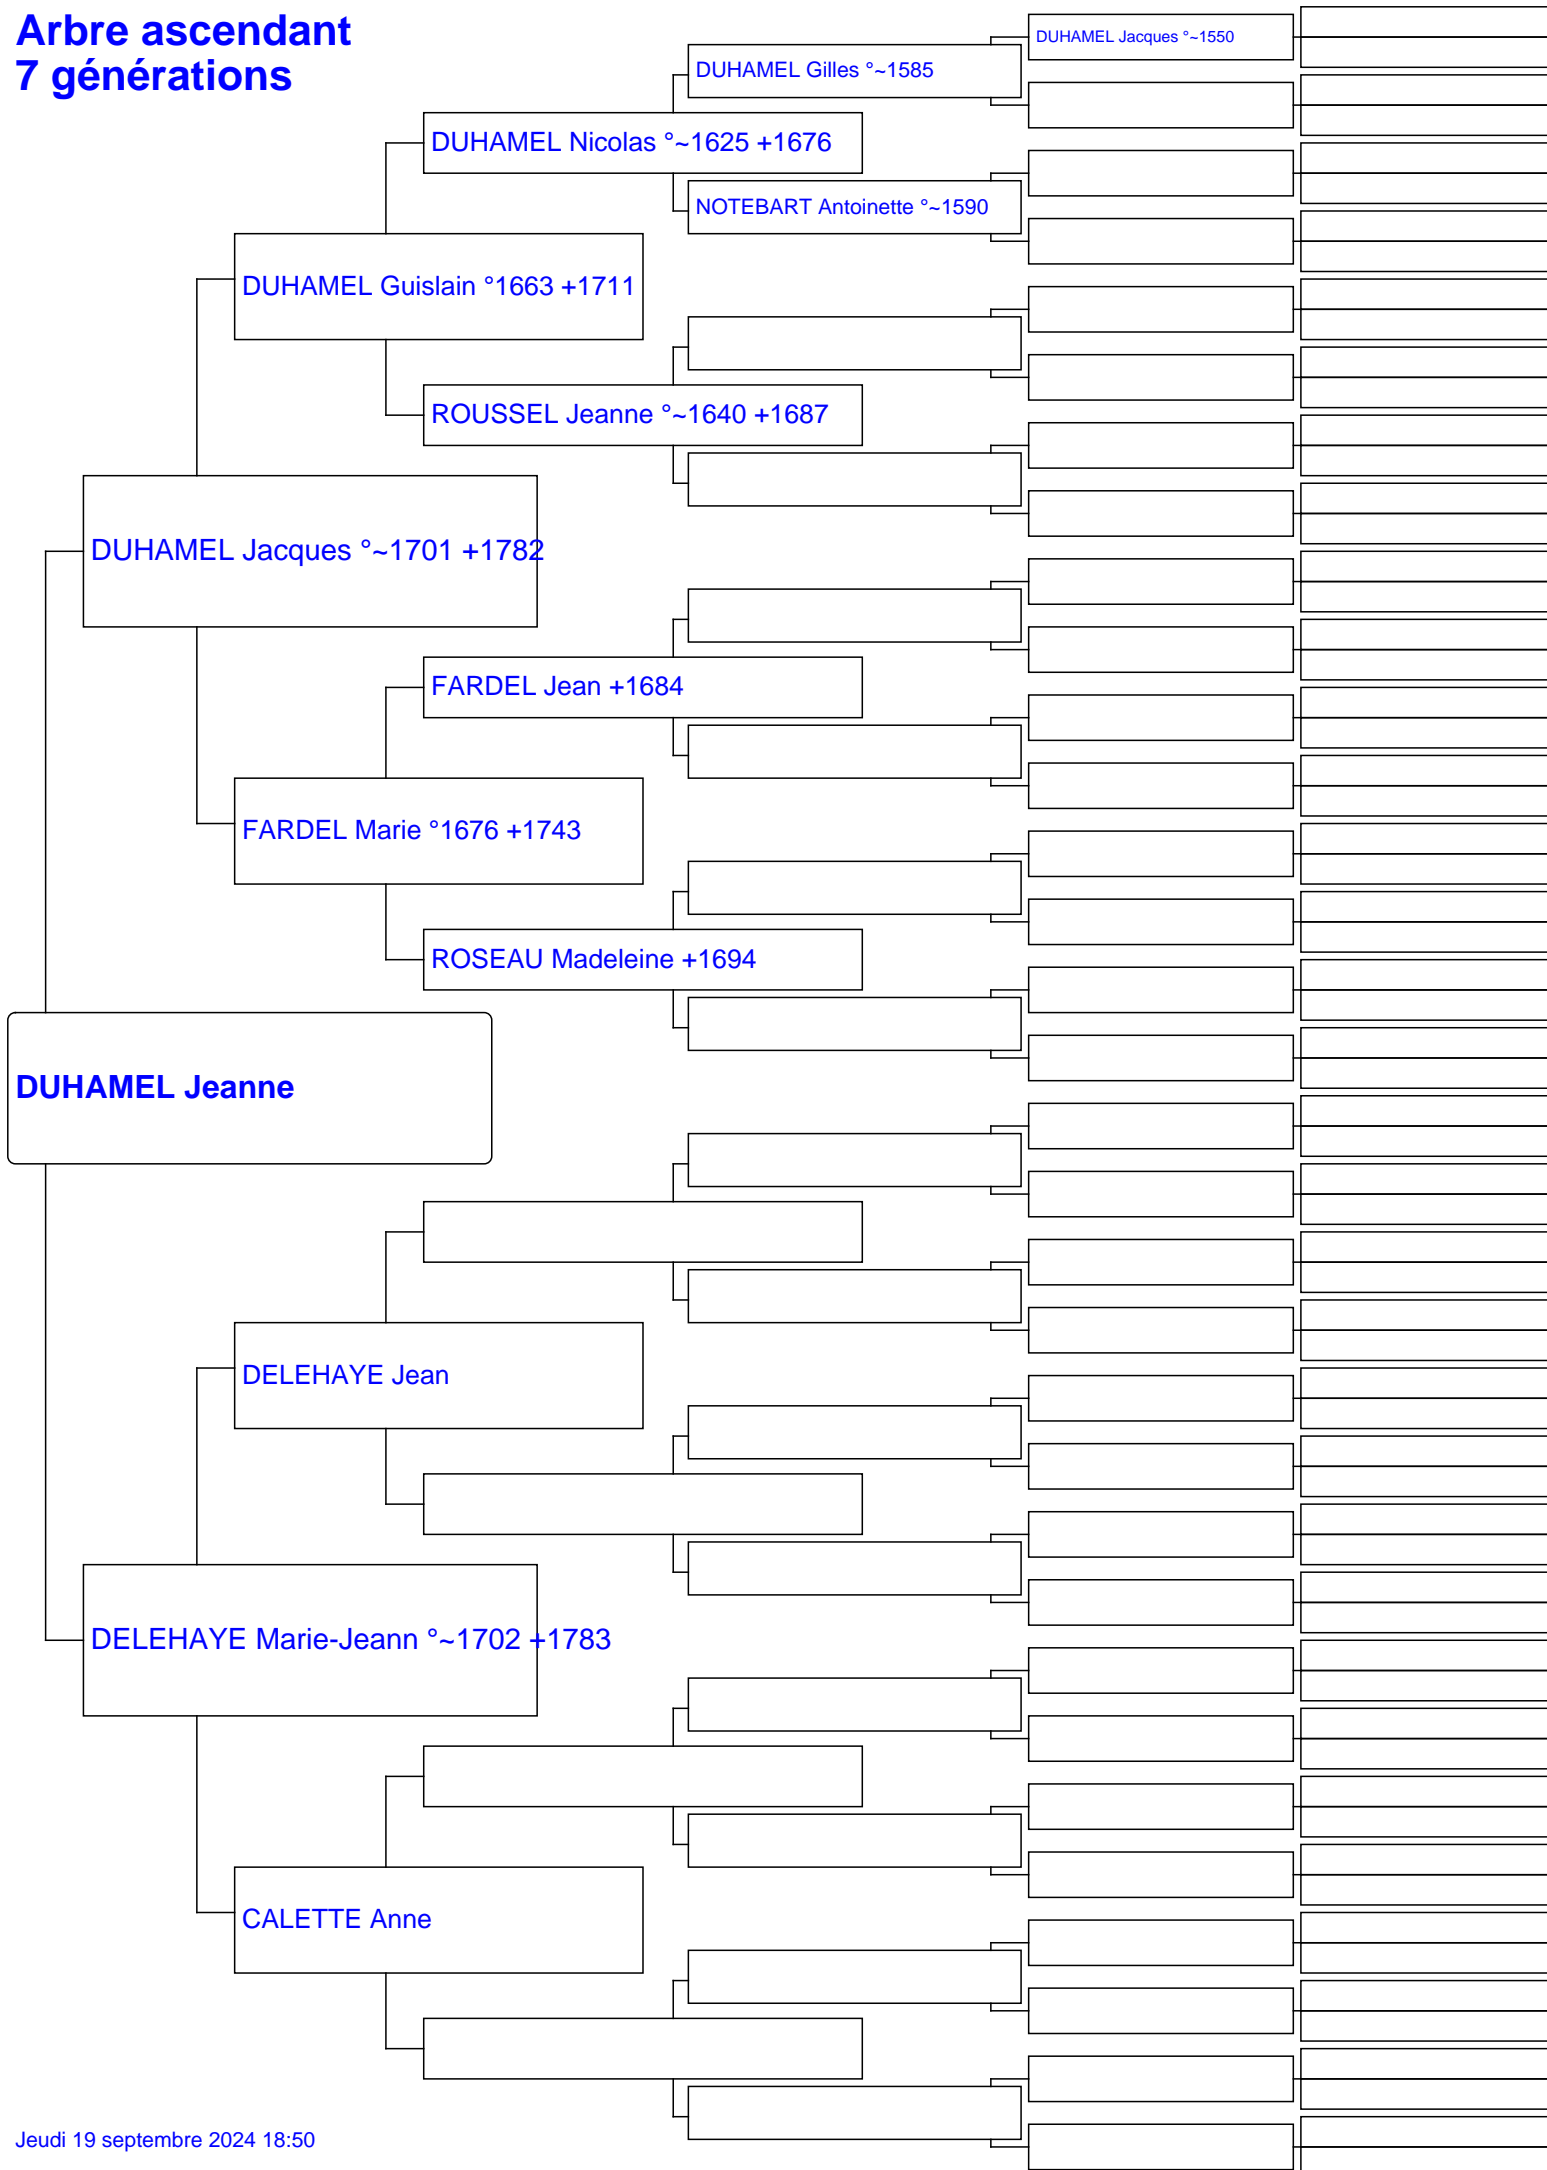 Arbre ascendant
7 générations
DUHAMEL Jacques °~1550
DUHAMEL Gilles °~1585
DUHAMEL Nicolas °~1625 +1676
NOTEBART Antoinette °~1590
DUHAMEL Guislain °1663 +1711
ROUSSEL Jeanne °~1640 +1687
DUHAMEL Jacques °~1701 +1782
FARDEL Jean +1684
FARDEL Marie °1676 +1743
ROSEAU Madeleine +1694
DUHAMEL Jeanne
DELEHAYE Jean
DELEHAYE Marie-Jeann °~1702 +1783
CALETTE Anne
Jeudi 19 septembre 2024 18:50